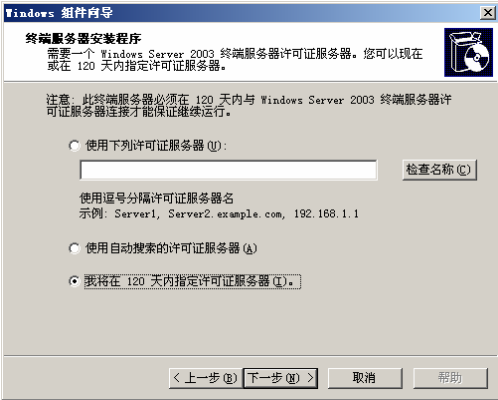 Windows 组件向导
终端服务器安装程序
需要一个 Windows Server 2003 终端服务器许可证服务器。您可以现在
或在 120 天内指定许可证服务器。
注意: 此终端服务器必须在 120 天内与 Windows Server 2003 终端服务器许
可证服务器连接才能保证继续运行。
使用下列许可证服务器(U):
检查名称(C)
使用逗号分隔许可证服务器名
示例: Server1, Server2.example.com, 192.168.1.1
使用自动搜索的许可证服务器(A)
我将在 120 天内指定许可证服务器(I)。
< 上一步(B) 下一步(N) > 取消 帮助